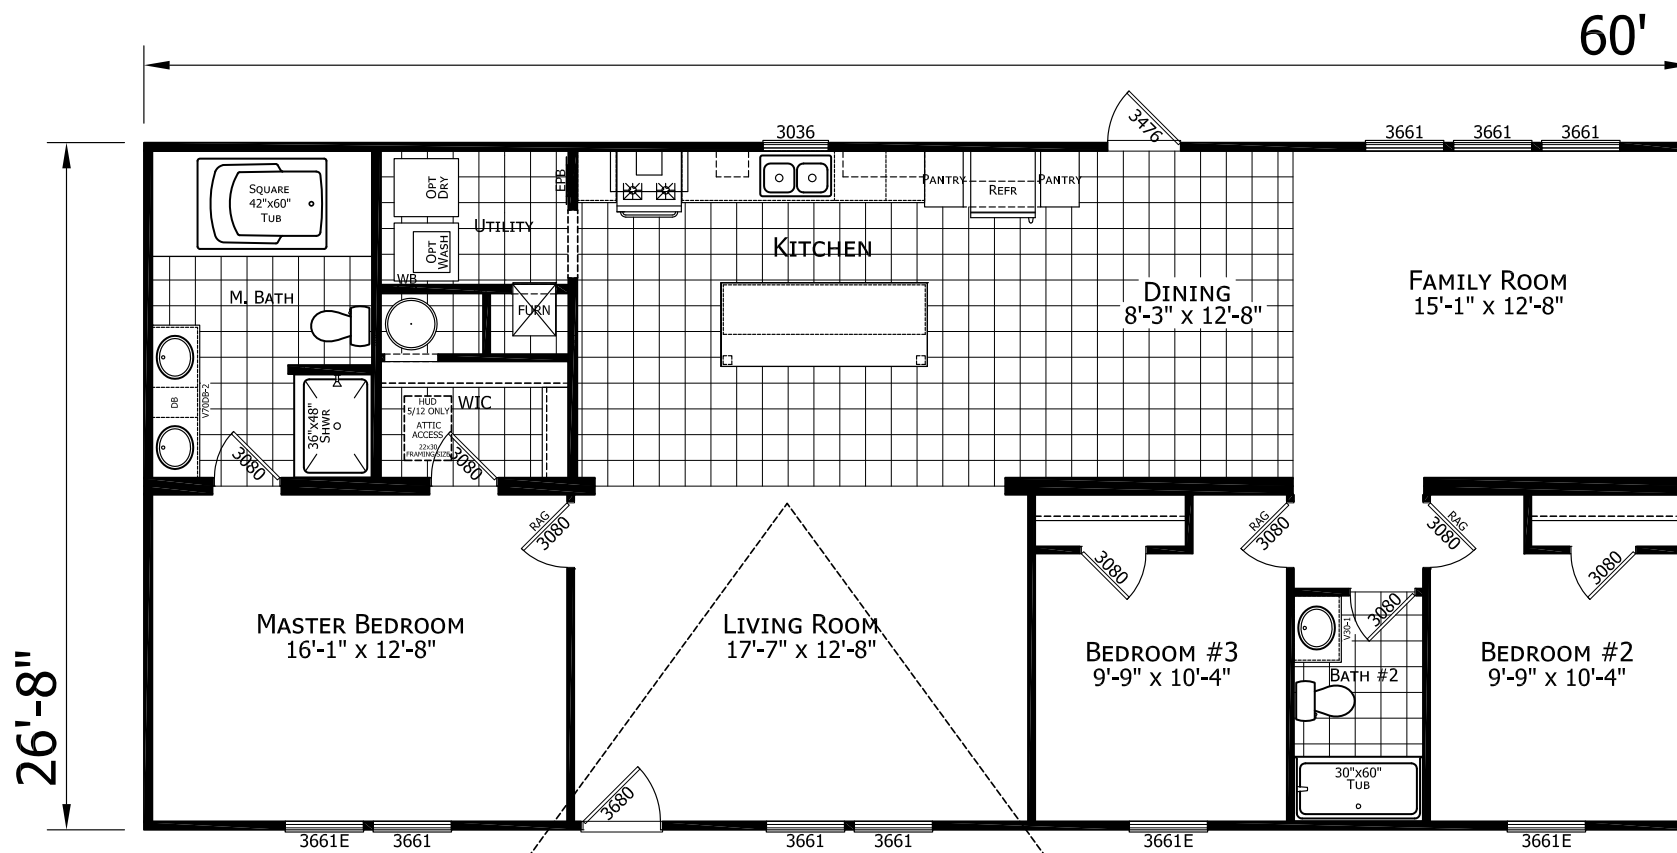 60'
26'-8"
3036
3476
3661
3661
3661
SQUARE
42"x60"
TUB
OPT
DRY
EPB
UTILITY
OPT
WASH
WB
PANTRY
REFR
PANTRY
KITCHEN
M. BATH
FURN
DINING
8'-3" x 12'-8"
FAMILY ROOM
15'-1" x 12'-8"
DB
V70DB-2
36"x48"
SHWR
HUD
5/12 ONLY
ATTIC
ACCESS
22x30
FRAMING SIZE
WIC
3080
3080
RAG
3080
3080
RAG
3080
RAG
3080
3080
MASTER BEDROOM
16'-1" x 12'-8"
LIVING ROOM
17'-7" x 12'-8"
BEDROOM #3
9'-9" x 10'-4"
3080
V30-1
BATH #2
BEDROOM #2
9'-9" x 10'-4"
30"x60"
TUB
3680
3661E
3661
3661
3661
3661E
3661E